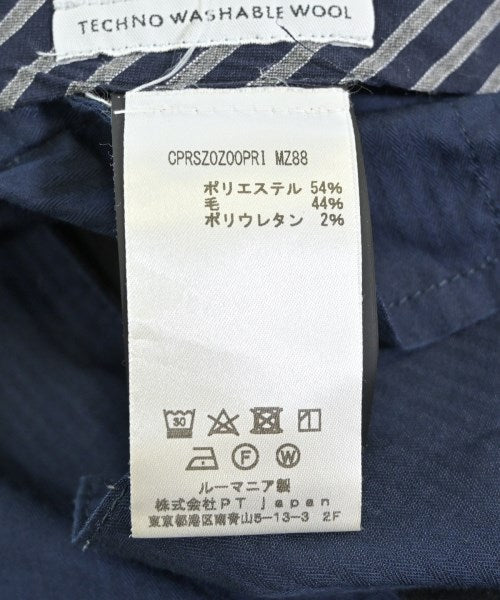 TECHNO WASHABLE WOOL
CPRSZ0Z00PRI MZ88
ポリエステル 54%
毛 44%
ポリウレタン 2%
30
F W
ルーマニア製
株式会社PT japan
東京都港区南青山5-13-3 2F